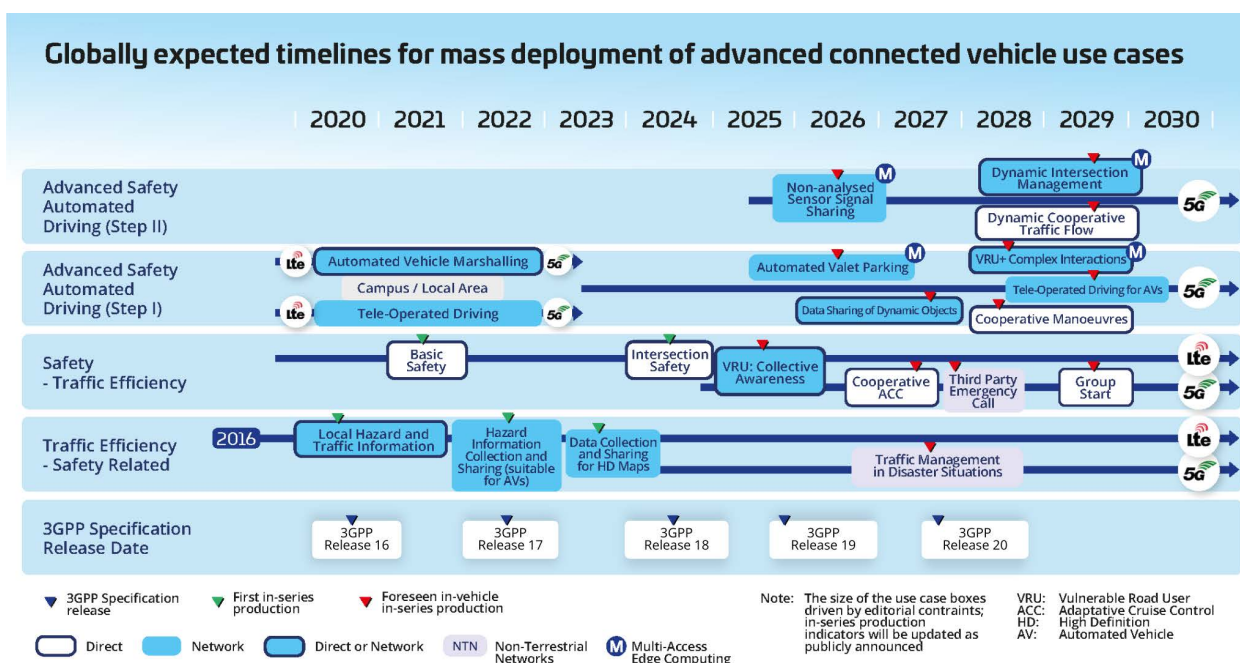 Globally expected timelines for mass deployment of advanced connected vehicle use cases
2020 2021 2022 2023 2024 2025 2026 2027 2028 2029 2030
Advanced Safety
Automated
Driving (Step II)
Non-analysed
Sensor Signal
Sharing
M
Dynamic Intersection
Management
M
Dynamic Cooperative
Traffic Flow
5G
Advanced Safety
Automated
Driving (Step I)
Lte
Automated Vehicle Marshalling
5G
Campus / Local Area
Lte
Tele-Operated Driving
5G
Automated Valet Parking
M
Data Sharing of Dynamic Objects
VRU+ Complex Interactions
M
Tele-Operated Driving for AVs
Cooperative Manoeuvres
5G
Safety
- Traffic Efficiency
Basic
Safety
Intersection
Safety
VRU: Collective
Awareness
Cooperative
ACC
Third Party
Emergency
Call
Group
Start
Lte
5G
Traffic Efficiency
- Safety Related
2016
Local Hazard and
Traffic Information
Hazard
Information
Collection and
Sharing (suitable
for AVs)
Data Collection
and Sharing
for HD Maps
Traffic Management
in Disaster Situations
Lte
5G
3GPP Specification
Release Date
3GPP
Release 16
3GPP
Release 17
3GPP
Release 18
3GPP
Release 19
3GPP
Release 20
3GPP Specification
release
First in-series
production
Foreseen in-vehicle
in-series production
Direct
Network
Direct or Network
NTN
Non-Terrestrial
Networks
M
Multi-Access
Edge Computing
Note: The size of the use case boxes
driven by editorial contraints;
in-series production
indicators will be updated as
publicly announced
VRU: Vulnerable Road User
ACC: Adaptative Cruise Control
HD: High Definition
AV: Automated Vehicle